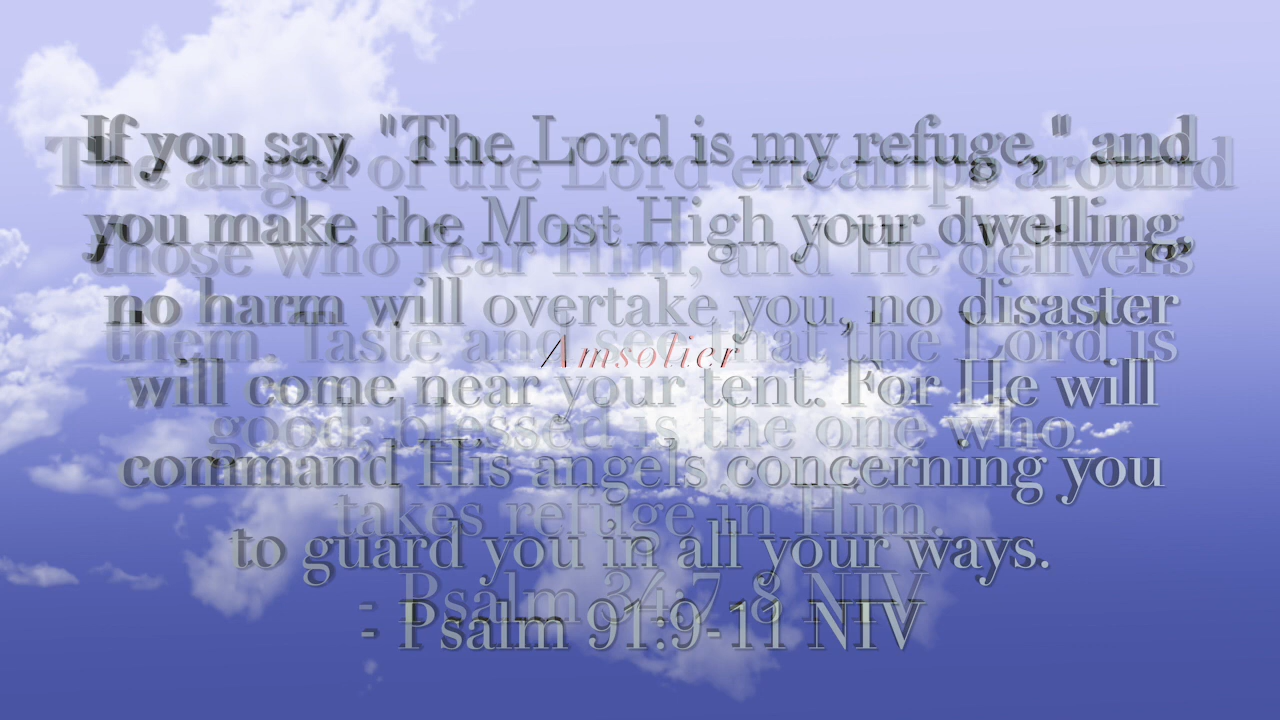 If you say, "The Lord is my refuge," and
The angel of the Lord encamps around
you make the Most High your dwelling,
those who fear Him, and He delivers
no harm will overtake you, no disaster
them Taste and see that the Lord is
Amsolier
will come near your tent. For He will
good; blessed is the one who
command His angels concerning you
takes refuge in Him.
to guard you in all your ways.
- Psalm 34:7-8 NIV
- Psalm 91:9-11 NIV